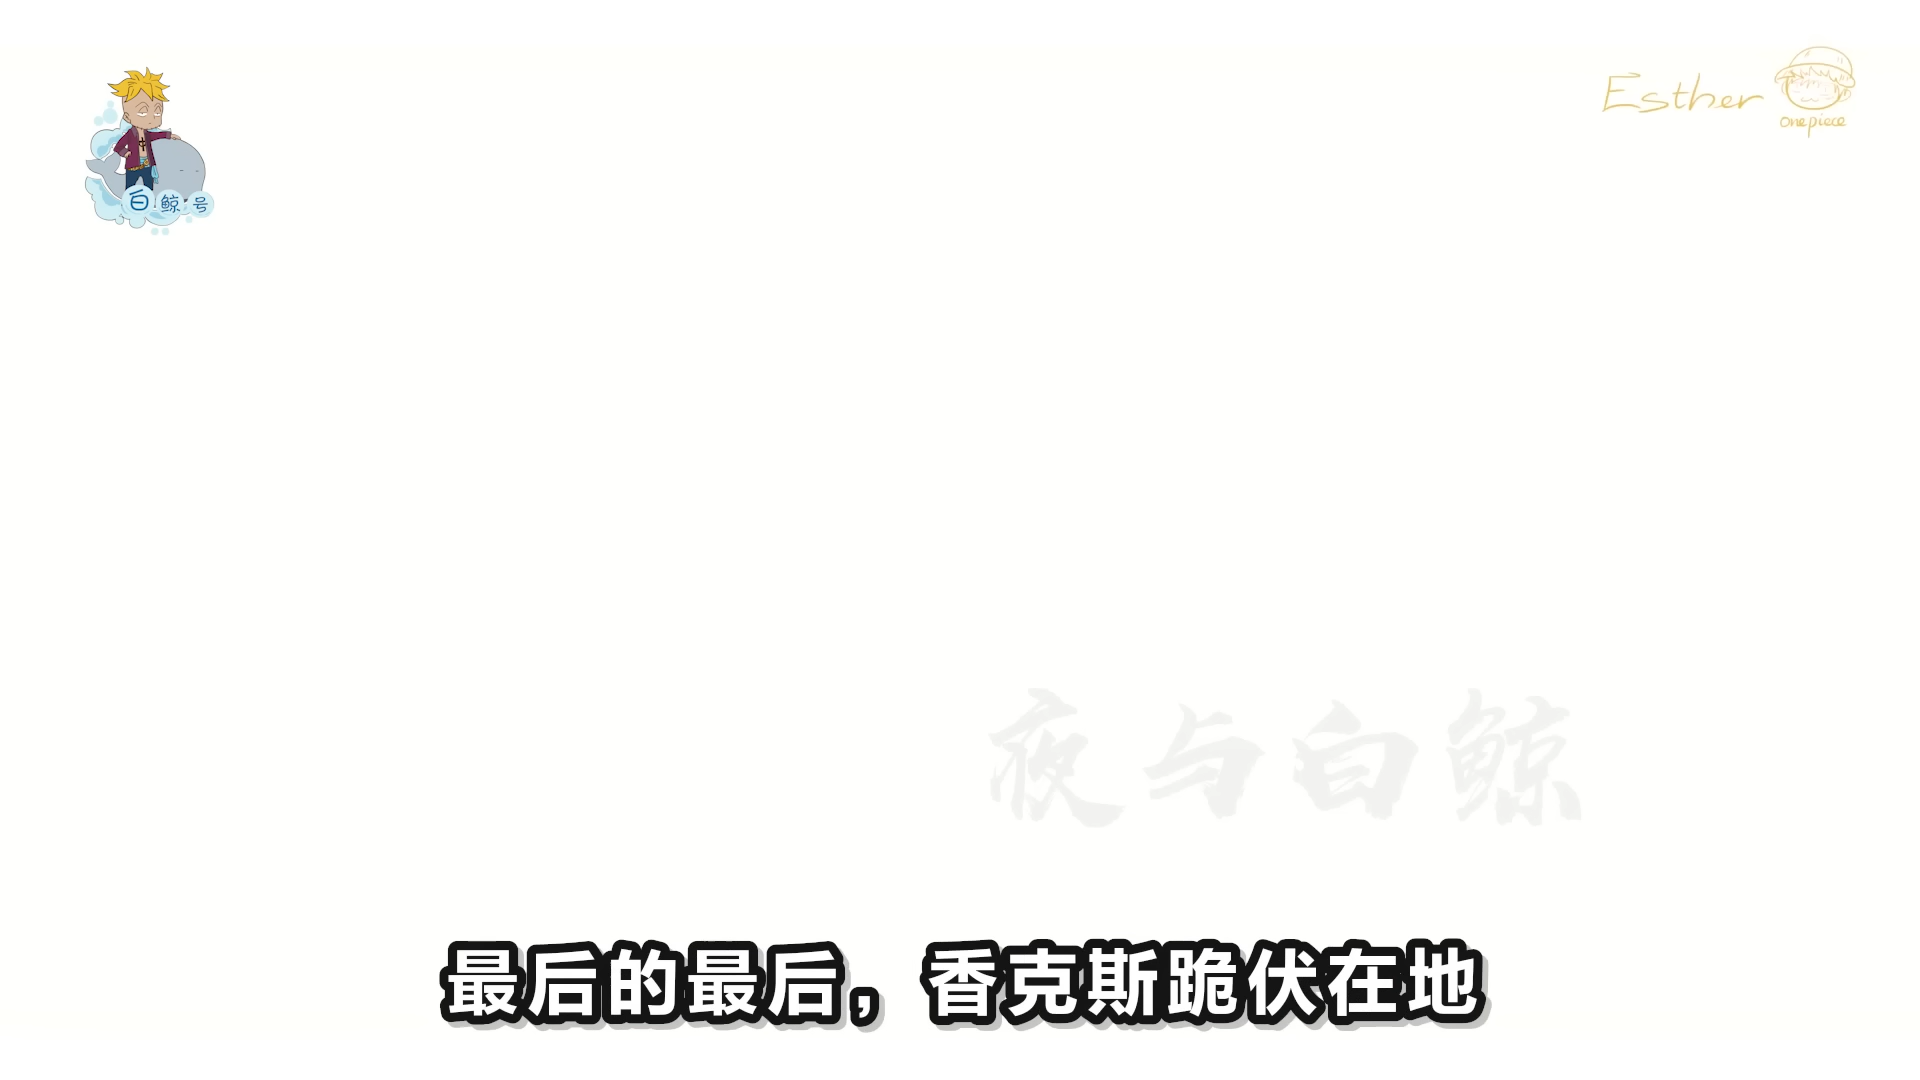 白鲸号
Esther
onepiece
夜与白鲸
最后的最后，香克斯跪伏在地